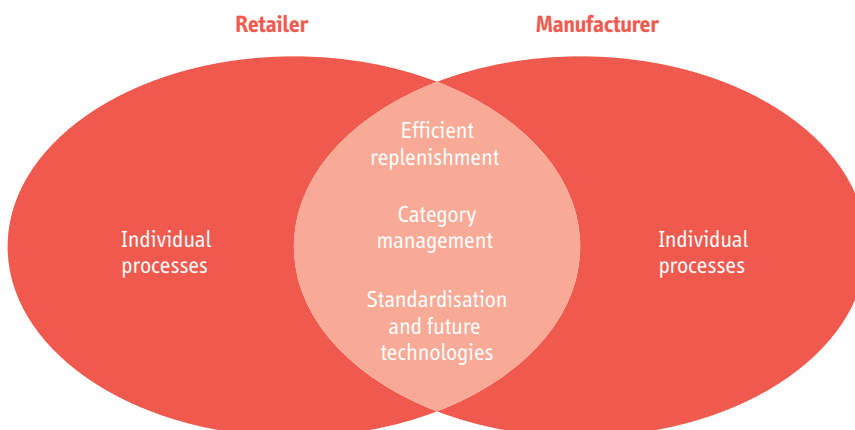 Retailer
Manufacturer
Efficient
replenishment
Category
management
Standardisation
and future
technologies
Individual
processes
Individual
processes